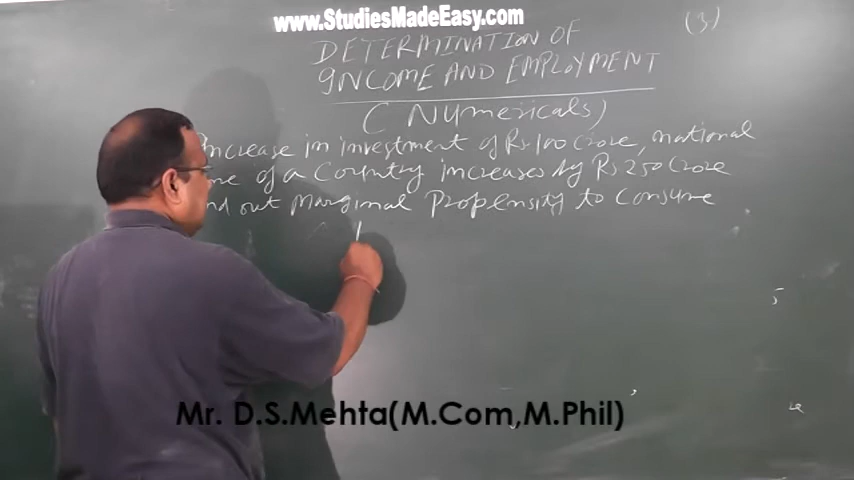 www.StudiesMadeEasy.com
(3)
DETERMINATION OF
INCOME AND EMPLOYMENT
(Numericals)
Increase in investment of Rs 100 Crore, national
of a Country increases by Rs 250 Crore
out Marginal Propensity to Consume
Mr. D.S.Mehta(M.Com,M.Phil)